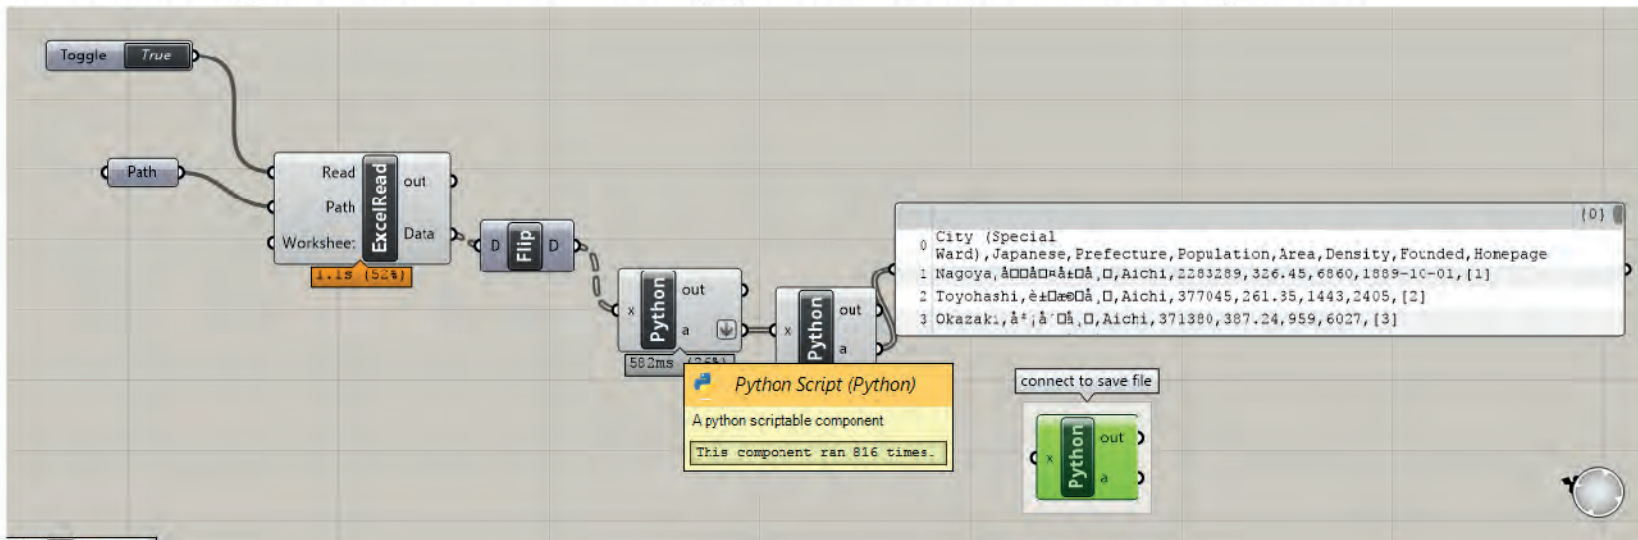 Toggle True
Path
Read
Path
Workshee:
ExcelRead
out
Data
1.1s (52%)
D Flip D
x Python out
a
582ms (26%)
x Python out
a
{0}
0 City (Special
Ward),Japanese,Prefecture,Population,Area,Density,Founded,Homepage
1 Nagoya, Aichi,2283289,326.45,6860,1889-10-01,[1]
2 Toyohashi, Aichi,377045,261.35,1443,2405,[2]
3 Okazaki, Aichi,371380,387.24,959,6027,[3]
Python Script (Python)
A python scriptable component
This component ran 816 times.
connect to save file
x Python out
a